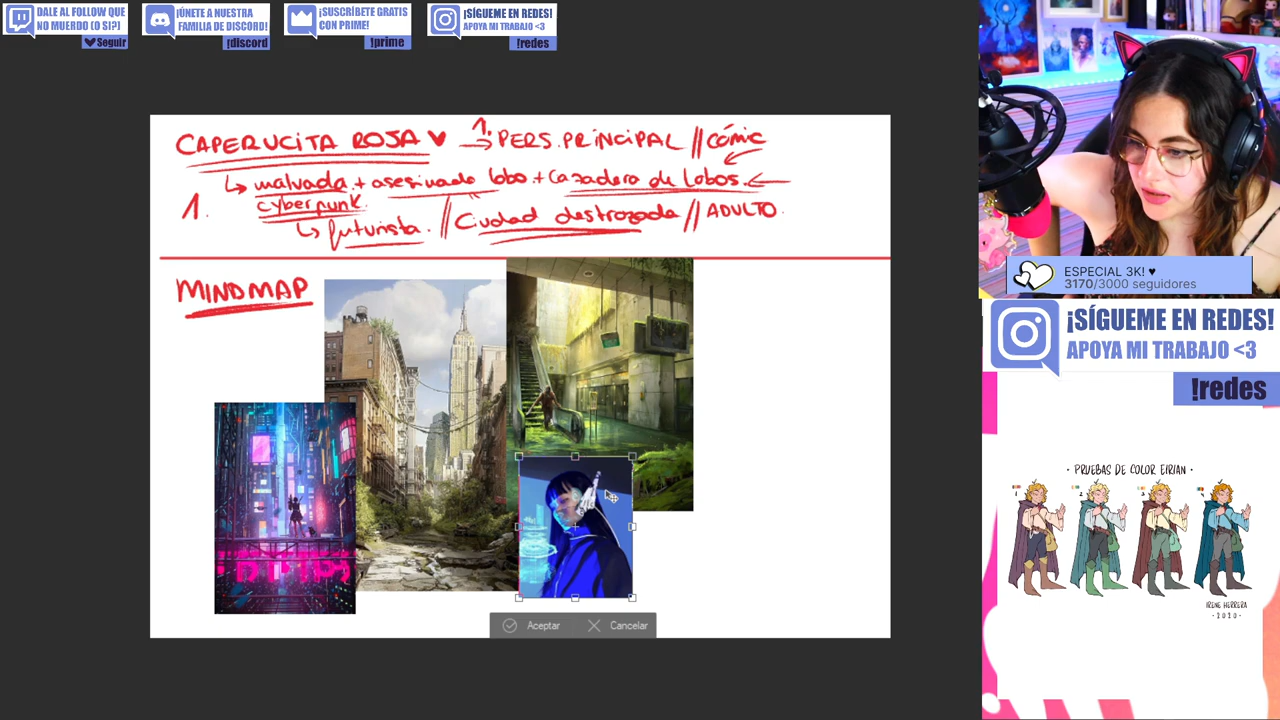 DALE AL FOLLOW QUE
NO MUERDO (O SI?)
Seguir
¡ÚNETE A NUESTRA
FAMILIA DE DISCORD!
!discord
¡SUSCRÍBETE GRATIS
CON PRIME!
!prime
¡SÍGUEME EN REDES!
APOYA MI TRABAJO <3
!redes
CAPERUCITA ROJA ♥ 1. → PERS. PRINCIPAL // CÓMIC
↳ malvada + asesinado lobo + Cazadora de Lobos. ←
1. cyberpunk.
↳ futurista. // Ciudad destrozada // ADULTO.
MINDMAP
Aceptar
Cancelar
ESPECIAL 3K! ♥
3170/3000 seguidores
¡SÍGUEME EN REDES!
APOYA MI TRABAJO <3
!redes
· PRUEBAS DE COLOR EIRIAN ·
IRENE HERRERA
· 2020 ·